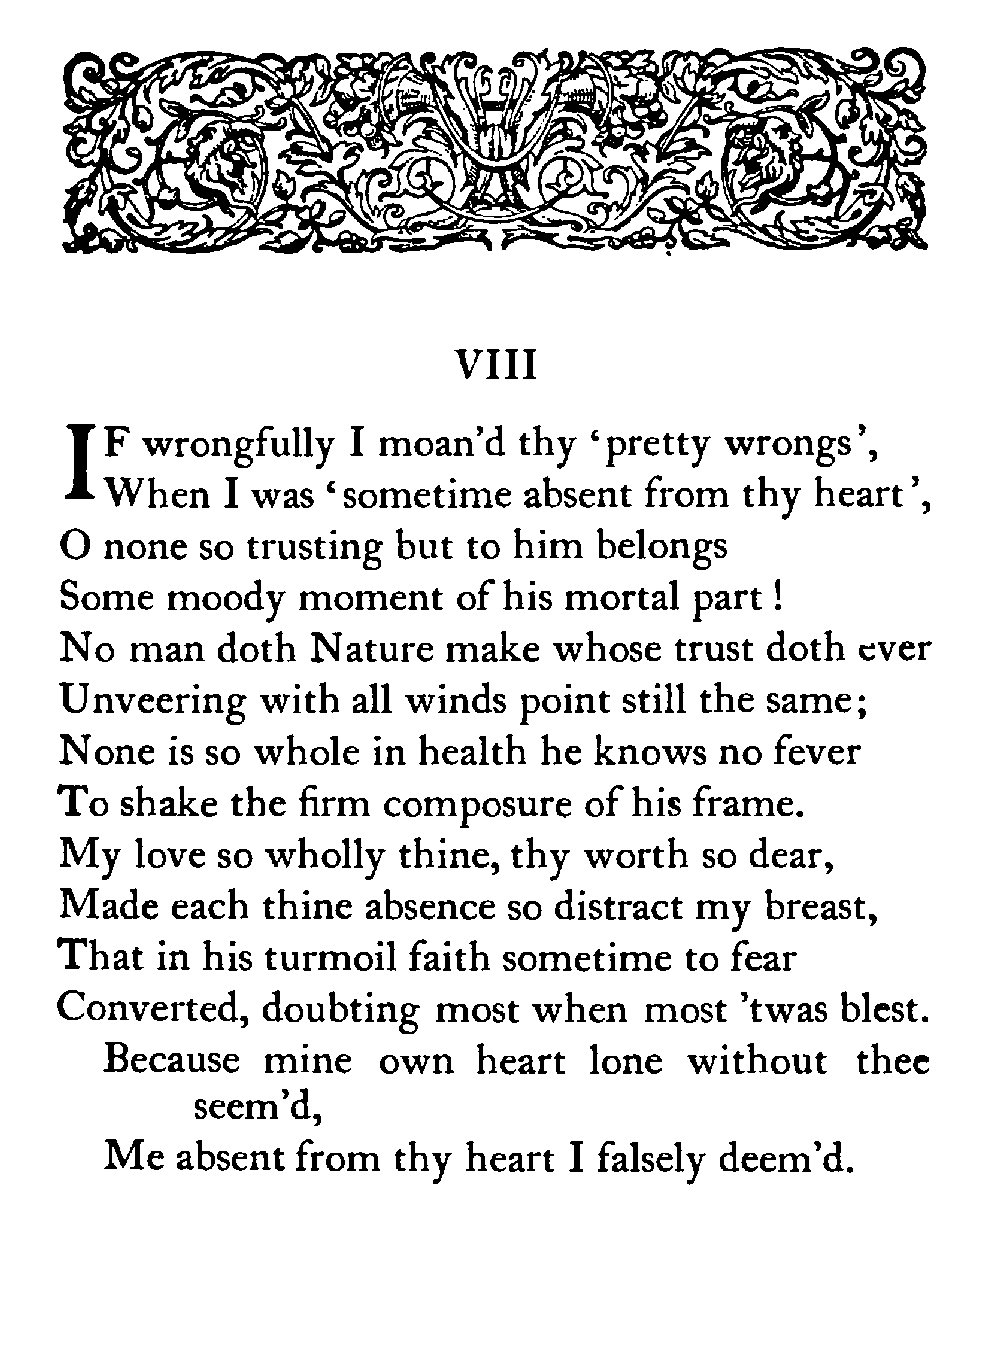 VIII
IF wrongfully I moan’d thy ‘pretty wrongs’,
When I was ‘sometime absent from thy heart’,
O none so trusting but to him belongs
Some moody moment of his mortal part !
No man doth Nature make whose trust doth ever
Unveering with all winds point still the same;
None is so whole in health he knows no fever
To shake the firm composure of his frame.
My love so wholly thine, thy worth so dear,
Made each thine absence so distract my breast,
That in his turmoil faith sometime to fear
Converted, doubting most when most ’twas blest.
Because mine own heart lone without thee
seem’d,
Me absent from thy heart I falsely deem’d.